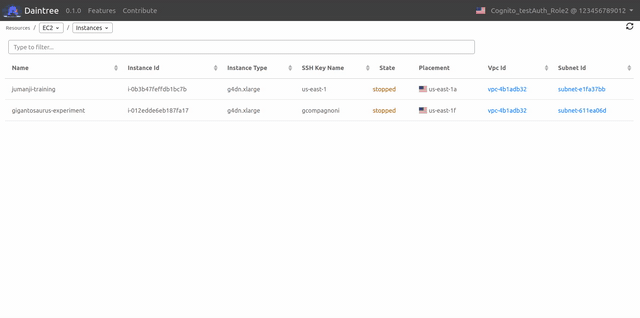 Daintree 0.1.0 Features Contribute Cognito_testAuth_Role2 @ 123456789012
Resources / EC2 / Instances
Type to filter...
Name Instance Id Instance Type SSH Key Name State Placement Vpc Id Subnet Id
jumanji-training i-0b3b47feffdb1bc7b g4dn.xlarge us-east-1 stopped us-east-1a vpc-4b1adb32 subnet-e1fa37bb
gigantosaurus-experiment i-012edde6eb187fa17 g4dn.xlarge gcompagnoni stopped us-east-1f vpc-4b1adb32 subnet-611ea06d